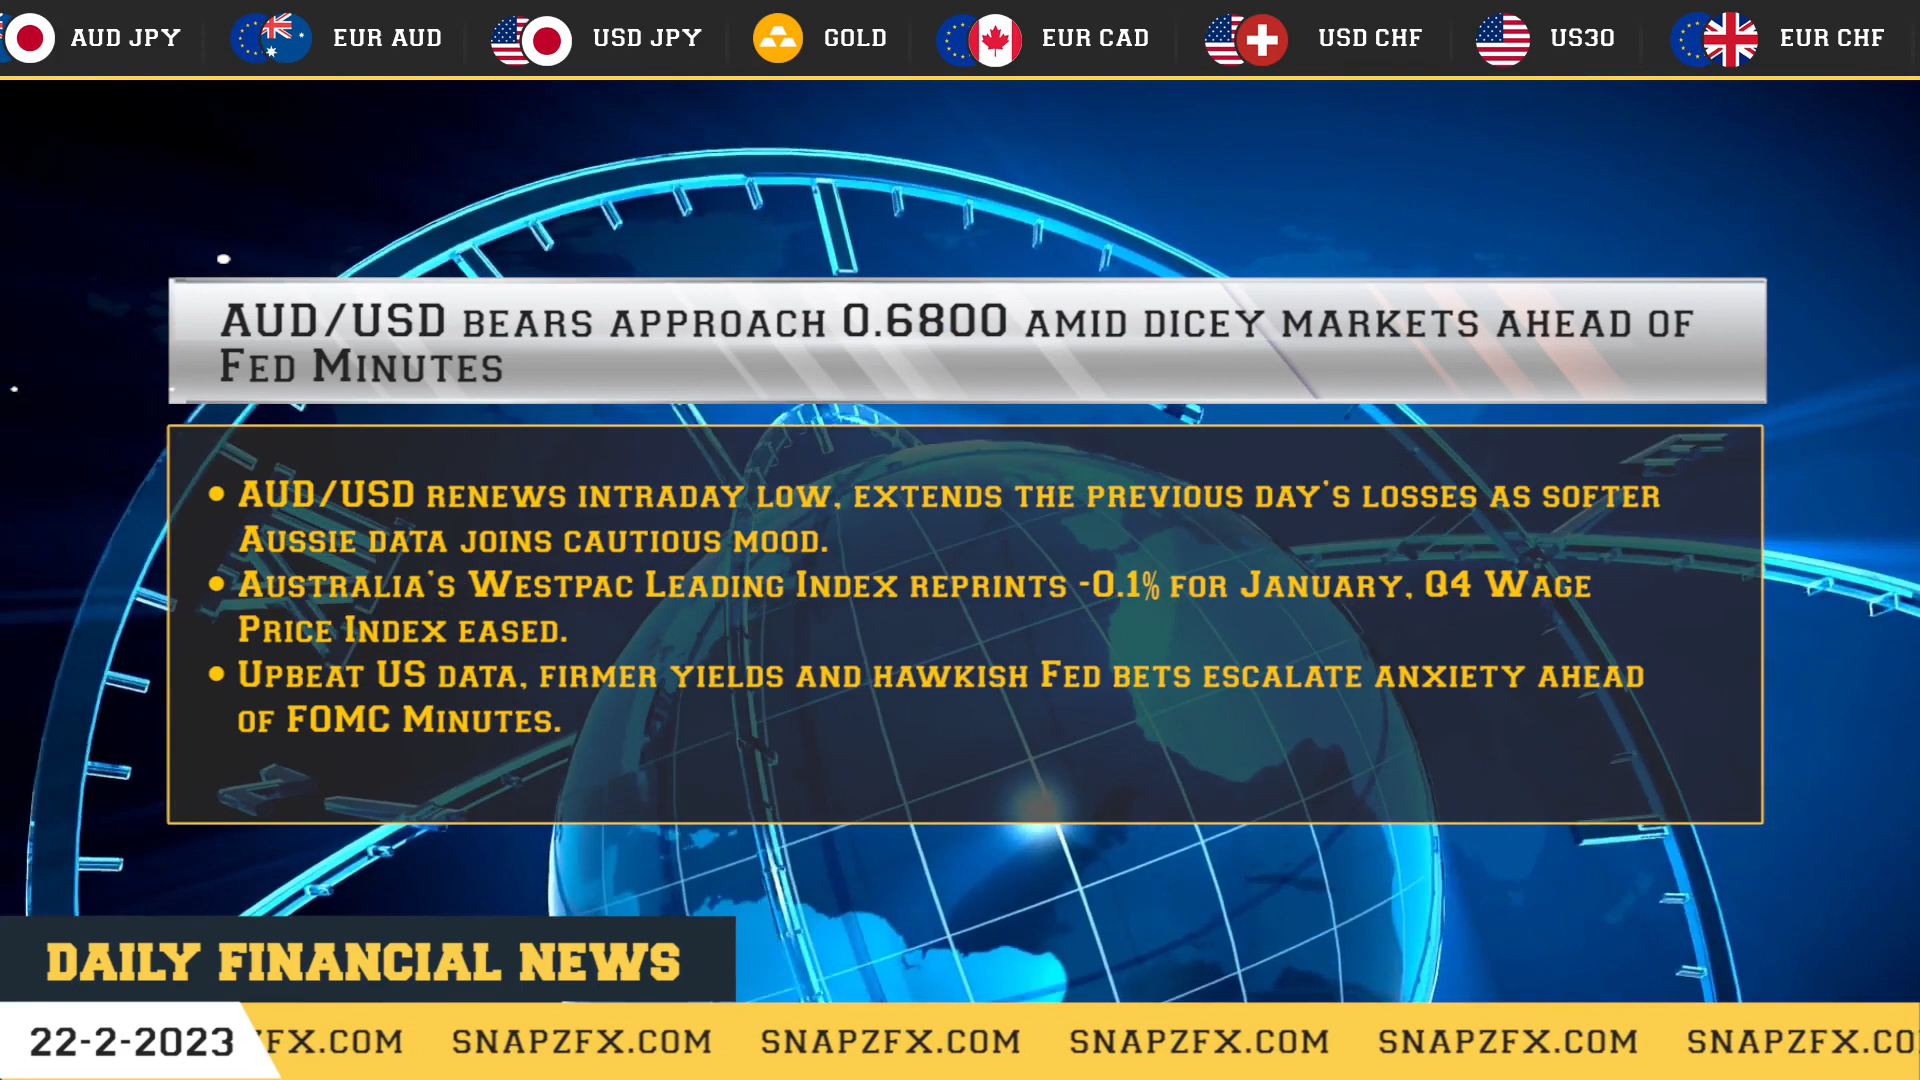 AUD JPY EUR AUD USD JPY GOLD EUR CAD USD CHF US30 EUR CHF
AUD/USD BEARS APPROACH 0.6800 AMID DICEY MARKETS AHEAD OF
FED MINUTES
• AUD/USD RENEWS INTRADAY LOW, EXTENDS THE PREVIOUS DAY'S LOSSES AS SOFTER
AUSSIE DATA JOINS CAUTIOUS MOOD.
• AUSTRALIA'S WESTPAC LEADING INDEX REPRINTS -0.1% FOR JANUARY, Q4 WAGE
PRICE INDEX EASED.
• UPBEAT US DATA, FIRMER YIELDS AND HAWKISH FED BETS ESCALATE ANXIETY AHEAD
OF FOMC MINUTES.
DAILY FINANCIAL NEWS
22-2-2023 FX.COM SNAPZFX.COM SNAPZFX.COM SNAPZFX.COM SNAPZFX.COM SNAPZFX.CO